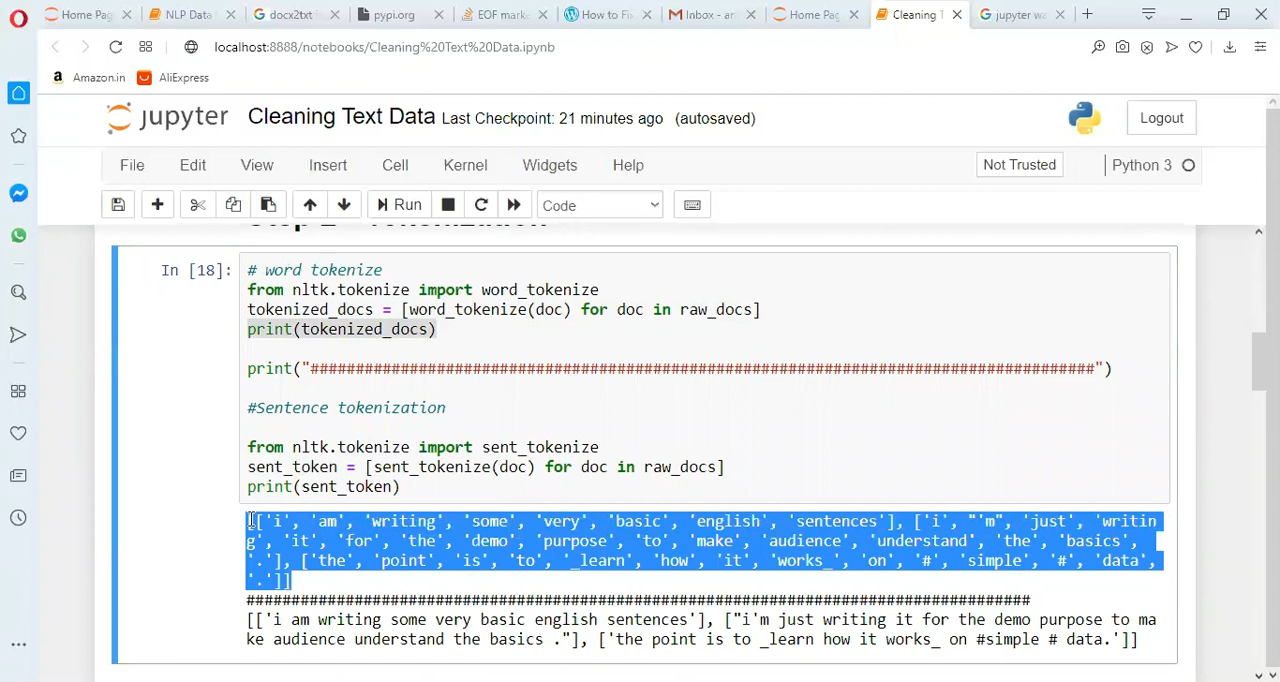 Home Pag
NLP Data
docx2txt
pypi.org
EOF mark
How to Fi
Inbox - a
Home Pag
Cleaning T
jupyter w
localhost:8888/notebooks/Cleaning%20Text%20Data.ipynb
Amazon.in
AliExpress
jupyter Cleaning Text Data Last Checkpoint: 21 minutes ago (autosaved)
Logout
File Edit View Insert Cell Kernel Widgets Help
Not Trusted
Python 3
Run
Code
In [18]:
# word tokenize
from nltk.tokenize import word_tokenize
tokenized_docs = [word_tokenize(doc) for doc in raw_docs]
print(tokenized_docs)
print("#######################################################################################")
#Sentence tokenization
from nltk.tokenize import sent_tokenize
sent_token = [sent_tokenize(doc) for doc in raw_docs]
print(sent_token)
[['i', 'am', 'writing', 'some', 'very', 'basic', 'english', 'sentences'], ['i', "'m", 'just', 'writin
g', 'it', 'for', 'the', 'demo', 'purpose', 'to', 'make', 'audience', 'understand', 'the', 'basics',
'.'], ['the', 'point', 'is', 'to', '_learn', 'how', 'it', 'works_', 'on', '#', 'simple', '#', 'data',
'.']]
#######################################################################################
[['i am writing some very basic english sentences'], ["i'm just writing it for the demo purpose to ma
ke audience understand the basics ."], ['the point is to _learn how it works_ on #simple # data.']]